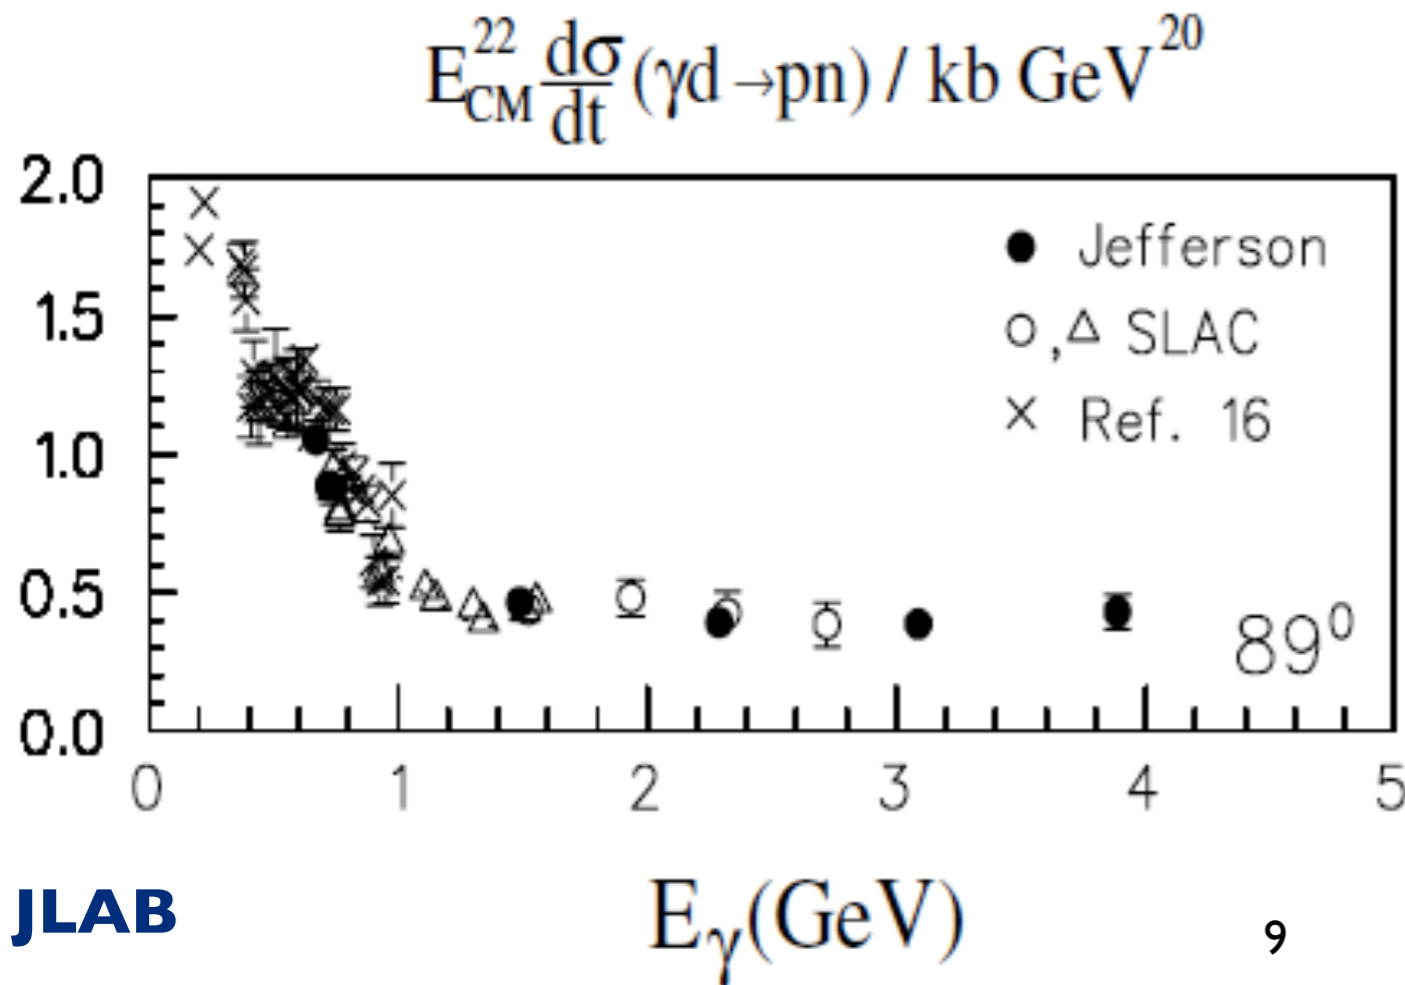 E_CM^22 dσ/dt (γd→pn) / kb GeV^20
2.0
1.5
1.0
0.5
0.0
● Jefferson
○,△ SLAC
× Ref. 16
89⁰
0 1 2 3 4 5
E_γ(GeV)
JLAB
9